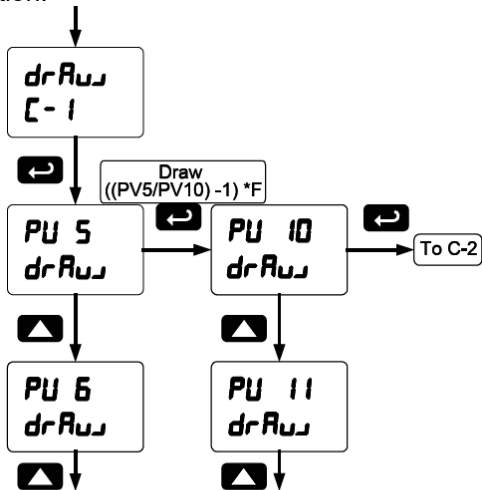 drAw
C-1
Draw
((PV5/PV10) -1) *F
PV 5
drAw
PV 10
drAw
To C-2
PV 6
drAw
PV 11
drAw